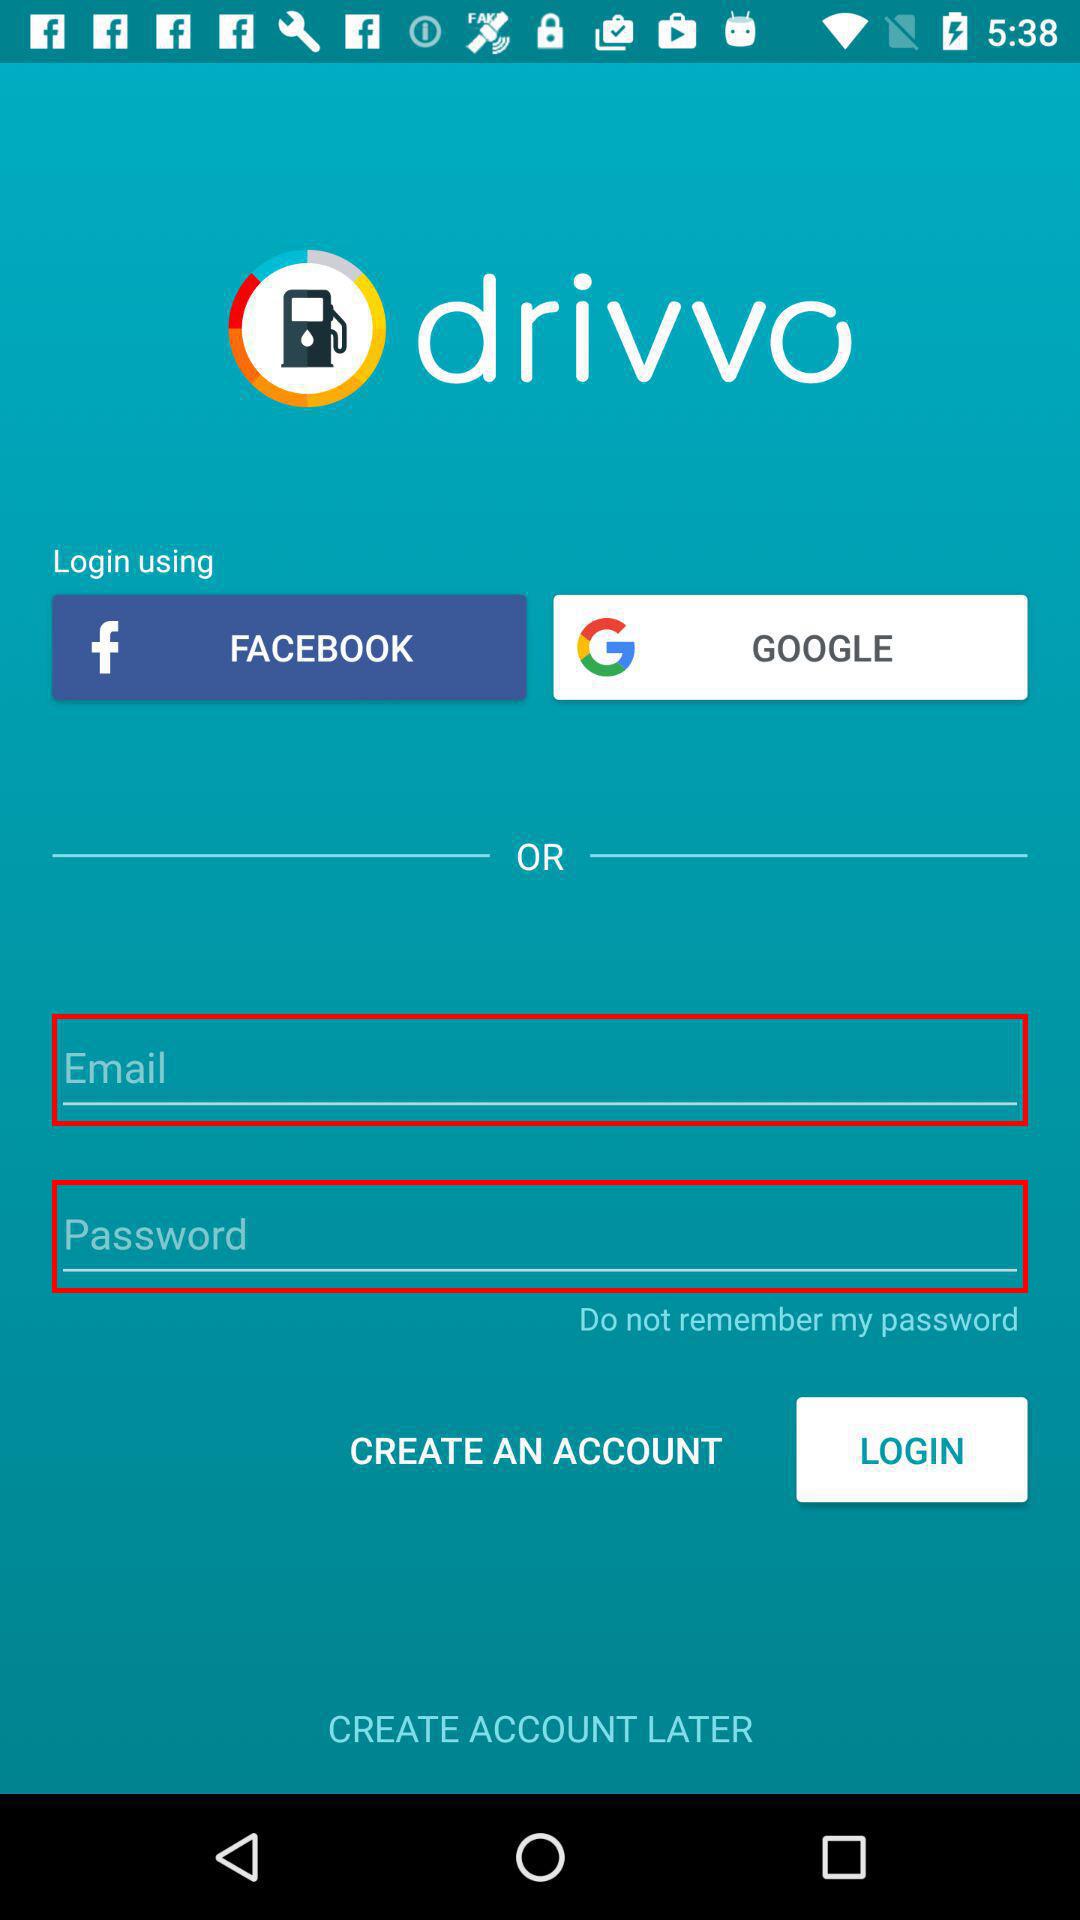 FAKE
5:38
drivvo
Login using
FACEBOOK
GOOGLE
OR
Email
Password
Do not remember my password
CREATE AN ACCOUNT
LOGIN
CREATE ACCOUNT LATER